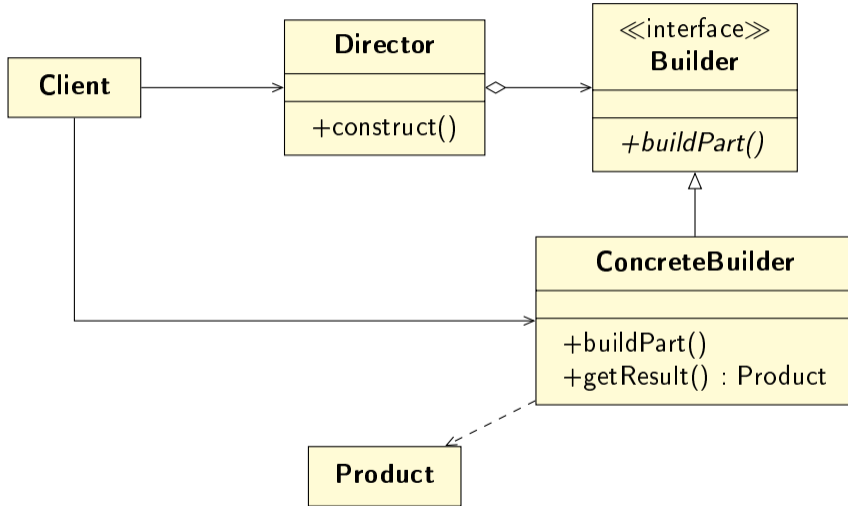 Client
Director
+construct()
≪interface≫
Builder
+buildPart()
ConcreteBuilder
+buildPart()
+getResult() : Product
Product